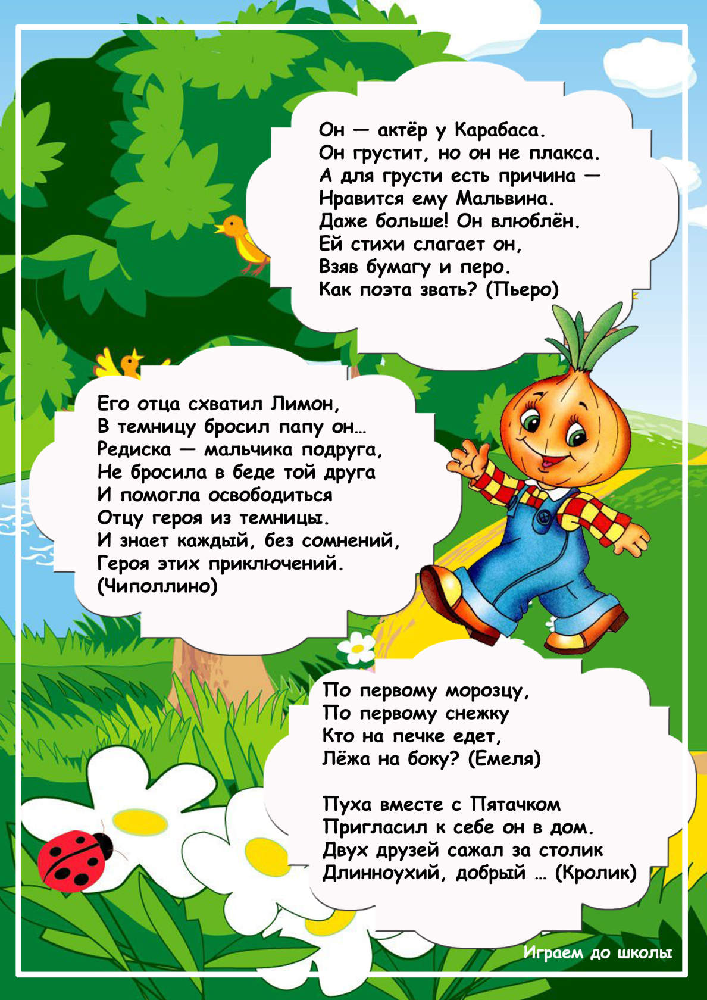 Он — актёр у Карабаса.
Он грустит, но он не плакса.
А для грусти есть причина —
Нравится ему Мальвина.
Даже больше! Он влюблён.
Ей стихи слагает он,
Взяв бумагу и перо.
Как поэта звать? (Пьеро)
Его отца схватил Лимон,
В темницу бросил папу он…
Редиска — мальчика подруга,
Не бросила в беде той друга
И помогла освободиться
Отцу героя из темницы.
И знает каждый, без сомнений,
Героя этих приключений.
(Чиполлино)
По первому морозцу,
По первому снежку
Кто на печке едет,
Лёжа на боку? (Емеля)
Пуха вместе с Пятачком
Пригласил к себе он в дом.
Двух друзей сажал за столик
Длинноухий, добрый … (Кролик)
Играем до школы